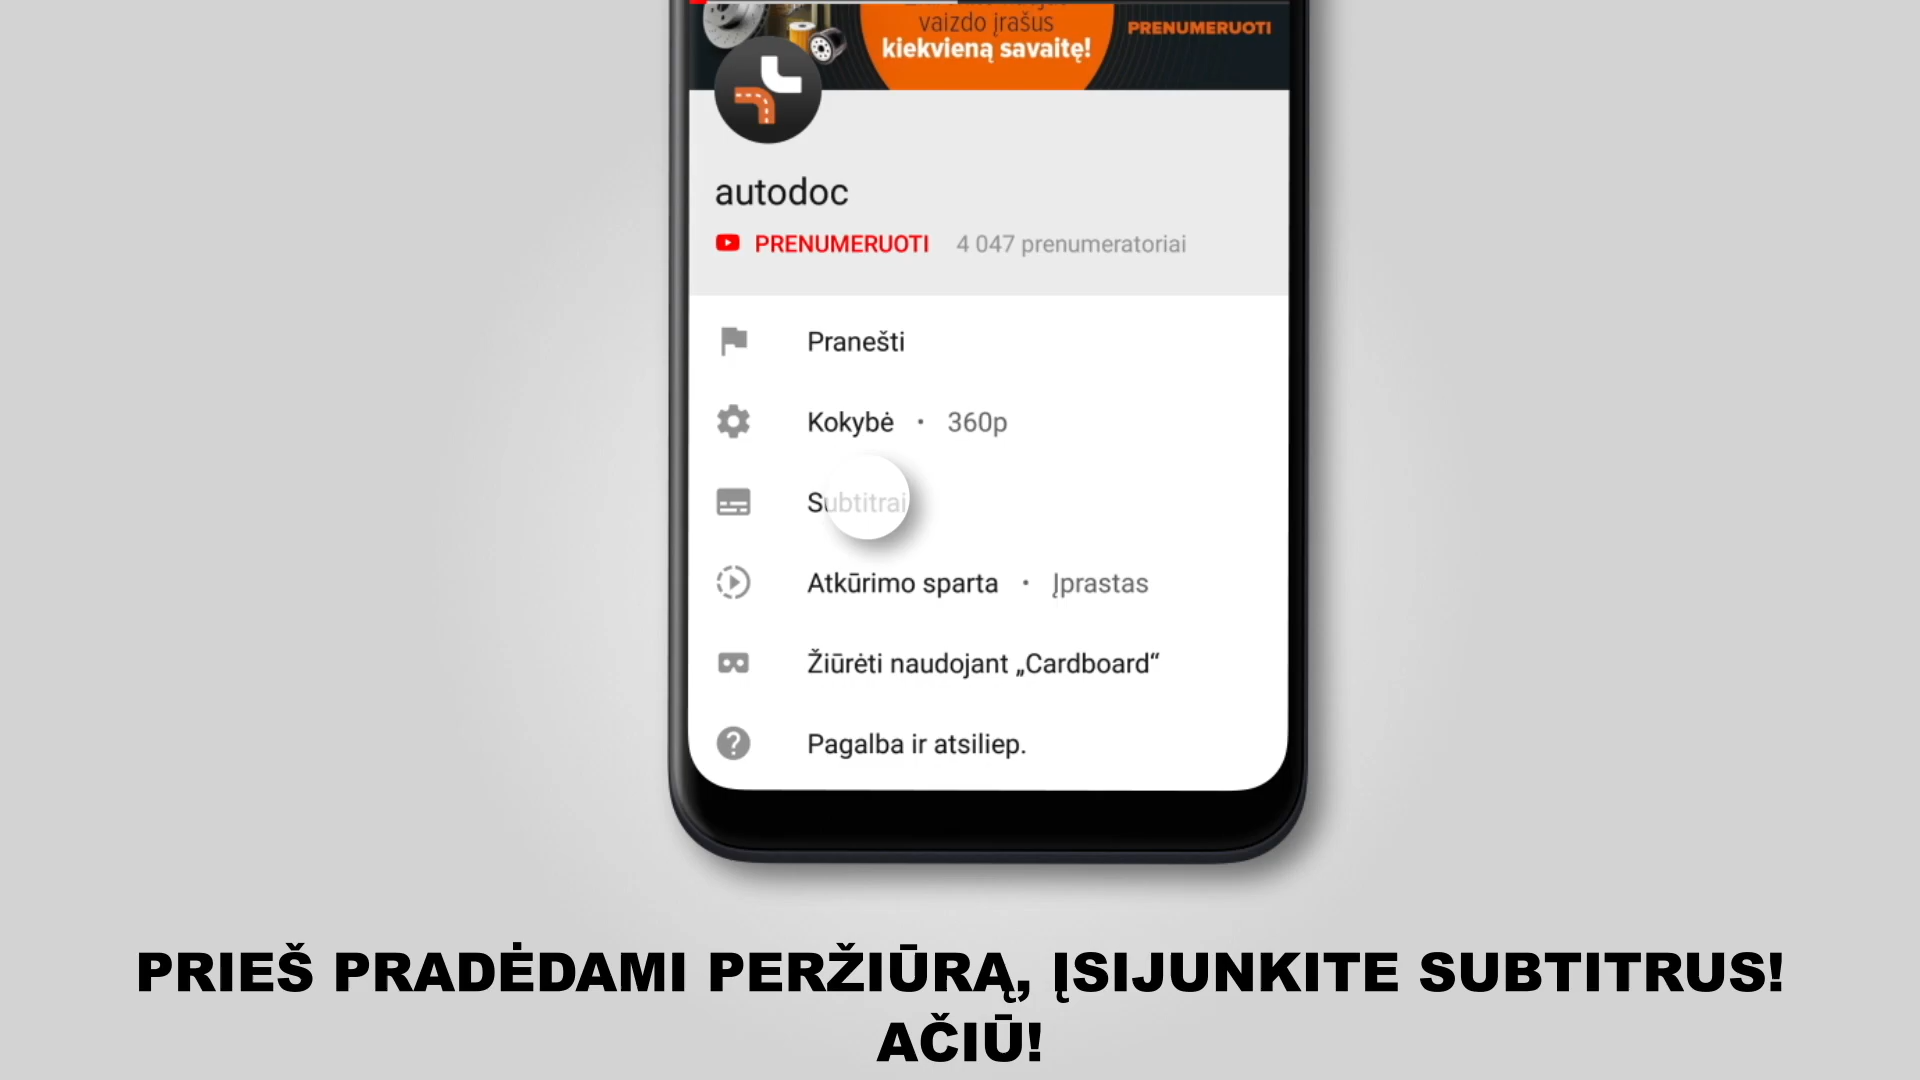 vaizdo įrašus
kiekvieną savaitę!
PRENUMERUOTI
autodoc
PRENUMERUOTI 4 047 prenumeratoriai
Pranešti
Kokybė • 360p
Subtitrai
Atkūrimo sparta • Įprastas
Žiūrėti naudojant „Cardboard“
Pagalba ir atsiliep.
PRIEŠ PRADĖDAMI PERŽIŪRĄ, ĮSIJUNKITE SUBTITRUS!
AČIŪ!